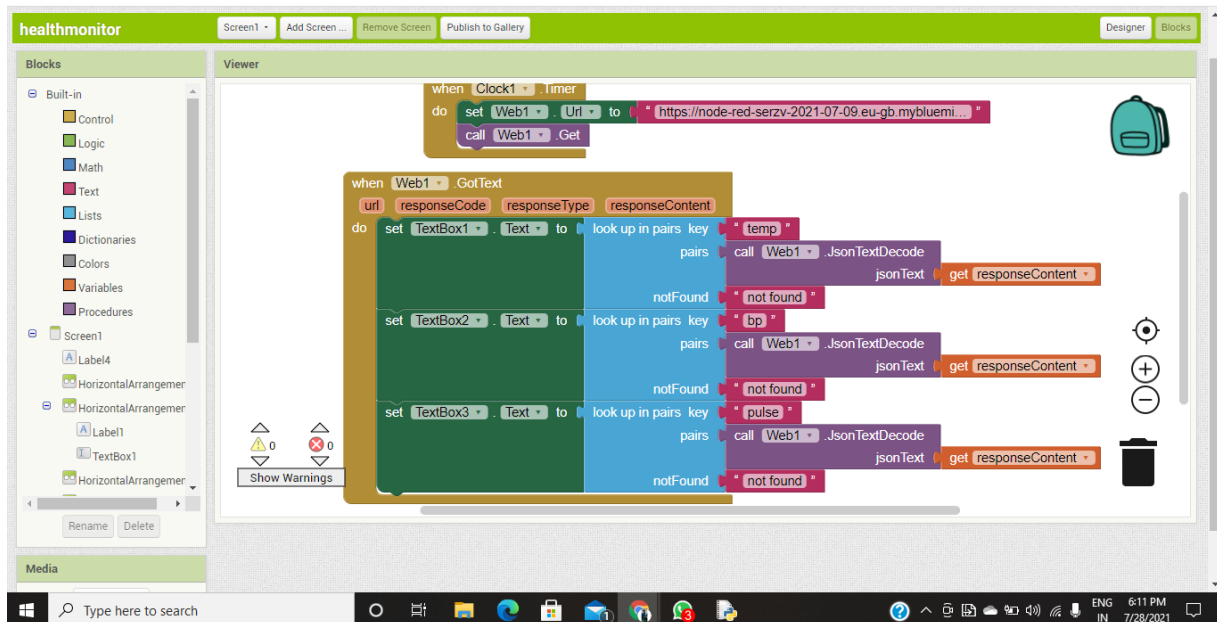 healthmonitor Screen1 Add Screen ... Remove Screen Publish to Gallery Designer Blocks
Blocks
Built-in
Control
Logic
Math
Text
Lists
Dictionaries
Colors
Variables
Procedures
Screen1
Label4
HorizontalArrangemer
HorizontalArrangemer
Label1
TextBox1
HorizontalArrangemer
Rename Delete
Media
Viewer
when Clock1 .Timer
do set Web1 . Url to " https://node-red-serzv-2021-07-09.eu-gb.mybluemi... "
call Web1 .Get
when Web1 .GotText
url responseCode responseType responseContent
do set TextBox1 . Text to look up in pairs key " temp "
pairs call Web1 .JsonTextDecode
jsonText get responseContent
notFound " not found "
set TextBox2 . Text to look up in pairs key " bp "
pairs call Web1 .JsonTextDecode
jsonText get responseContent
notFound " not found "
set TextBox3 . Text to look up in pairs key " pulse "
pairs call Web1 .JsonTextDecode
jsonText get responseContent
notFound " not found "
0 0
Show Warnings
Type here to search
1
3
ENG 6:11 PM
IN 7/28/2021